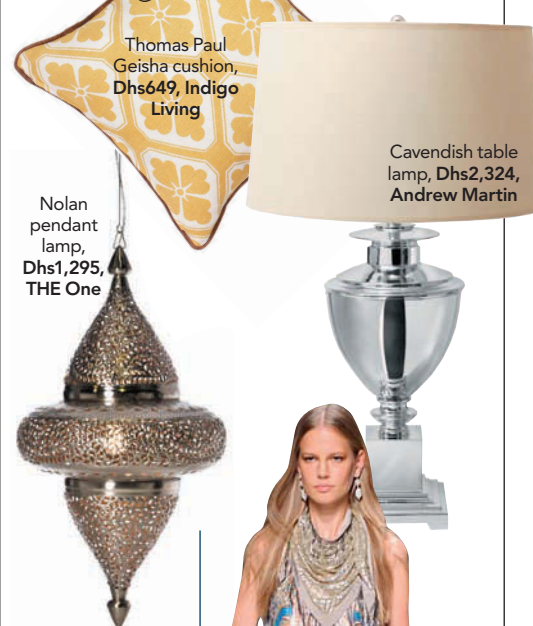 Thomas Paul
Geisha cushion,
Dhs649, Indigo
Living
Cavendish table
lamp, Dhs2,324,
Andrew Martin
Nolan
pendant
lamp,
Dhs1,295,
THE One